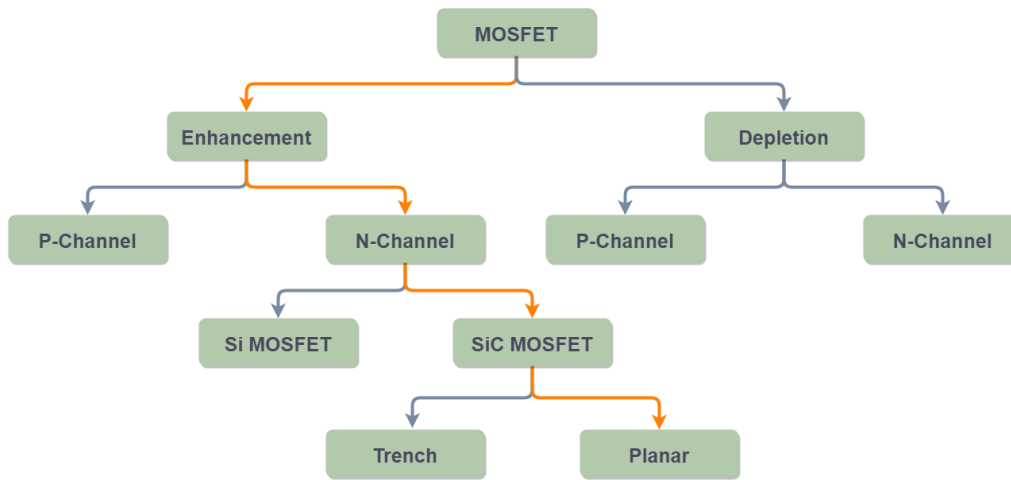 MOSFET
Enhancement
Depletion
P-Channel
N-Channel
P-Channel
N-Channel
Si MOSFET
SiC MOSFET
Trench
Planar